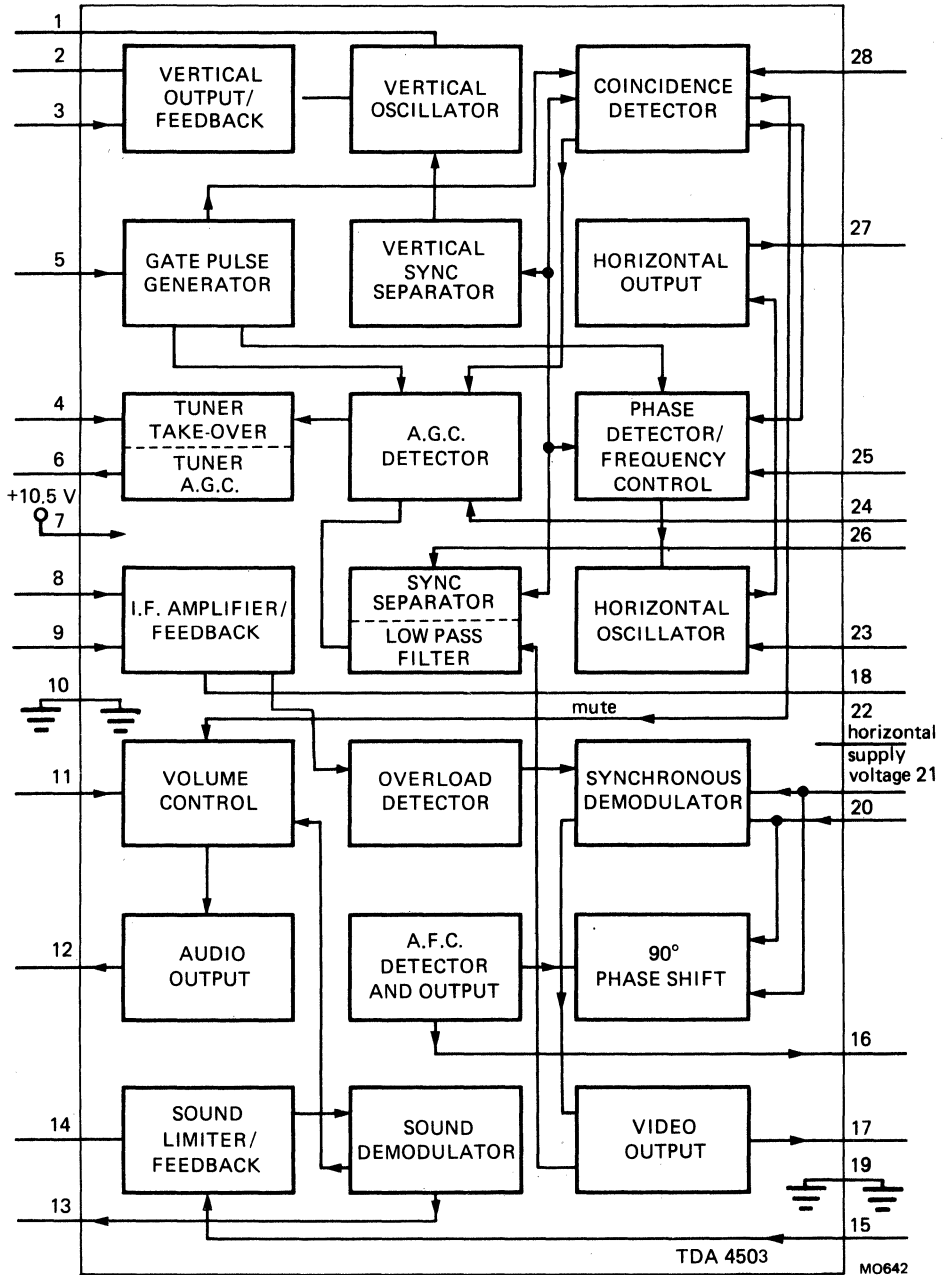 1
2
3
VERTICAL
OUTPUT/
FEEDBACK
VERTICAL
OSCILLATOR
COINCIDENCE
DETECTOR
28
5
GATE PULSE
GENERATOR
VERTICAL
SYNC
SEPARATOR
HORIZONTAL
OUTPUT
27
4
6
TUNER
TAKE-OVER
TUNER
A.G.C.
A.G.C.
DETECTOR
PHASE
DETECTOR/
FREQUENCY
CONTROL
25
24
26
+10.5 V
7
8
9
I.F. AMPLIFIER/
FEEDBACK
SYNC
SEPARATOR
LOW PASS
FILTER
HORIZONTAL
OSCILLATOR
23
18
10
mute
22
horizontal
supply
voltage 21
20
11
VOLUME
CONTROL
OVERLOAD
DETECTOR
SYNCHRONOUS
DEMODULATOR
12
AUDIO
OUTPUT
A.F.C.
DETECTOR
AND OUTPUT
90°
PHASE SHIFT
16
14
SOUND
LIMITER/
FEEDBACK
SOUND
DEMODULATOR
VIDEO
OUTPUT
17
19
13
15
TDA 4503
MO642